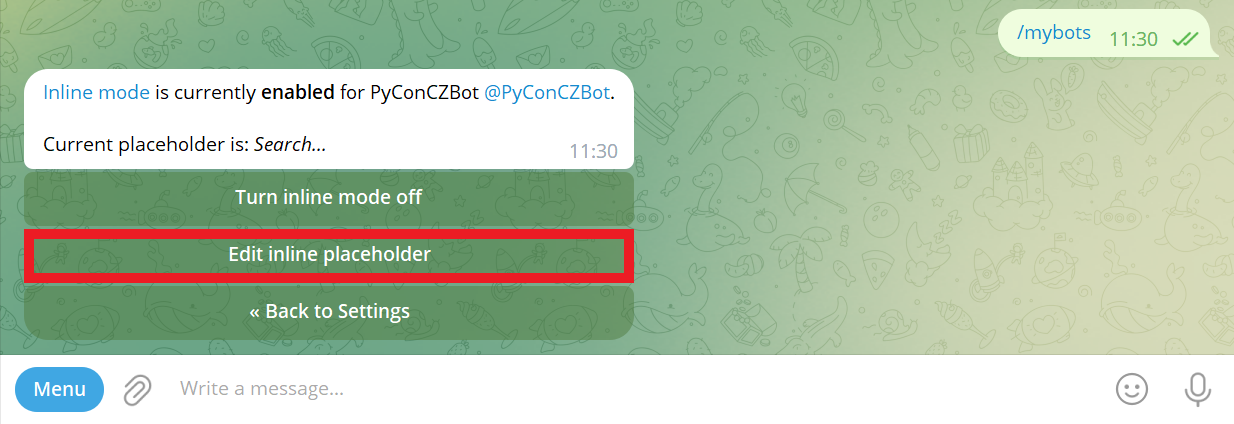 /mybots 11:30
Inline mode is currently enabled for PyConCZBot @PyConCZBot.
Current placeholder is: Search...
11:30
Turn inline mode off
Edit inline placeholder
« Back to Settings
Menu
Write a message...